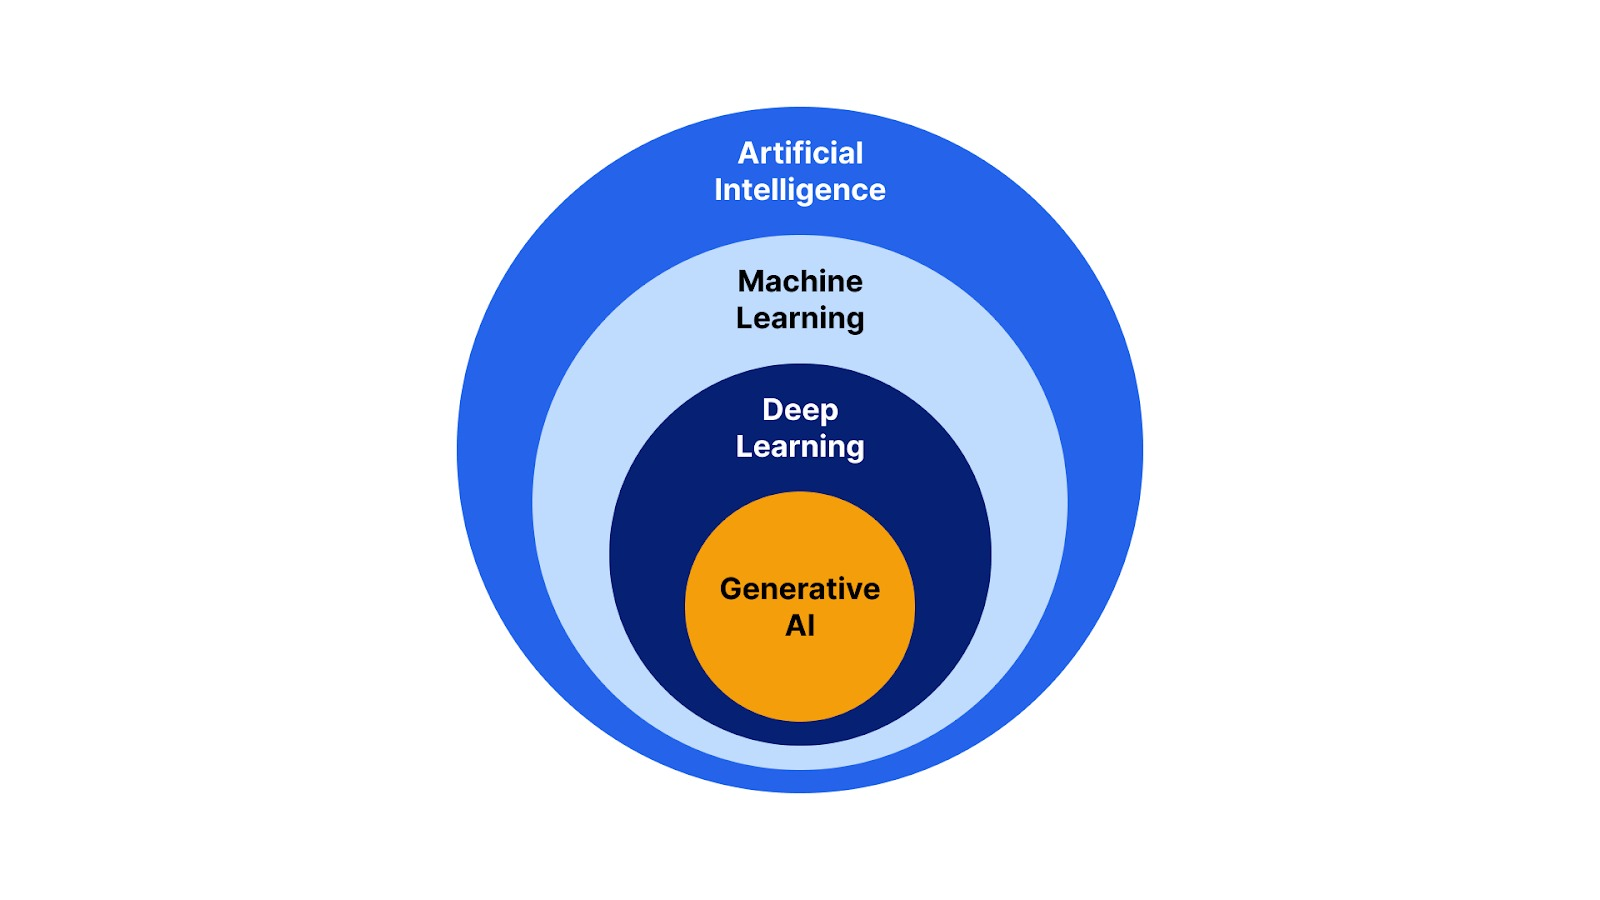 Artificial
Intelligence
Machine
Learning
Deep
Learning
Generative
AI